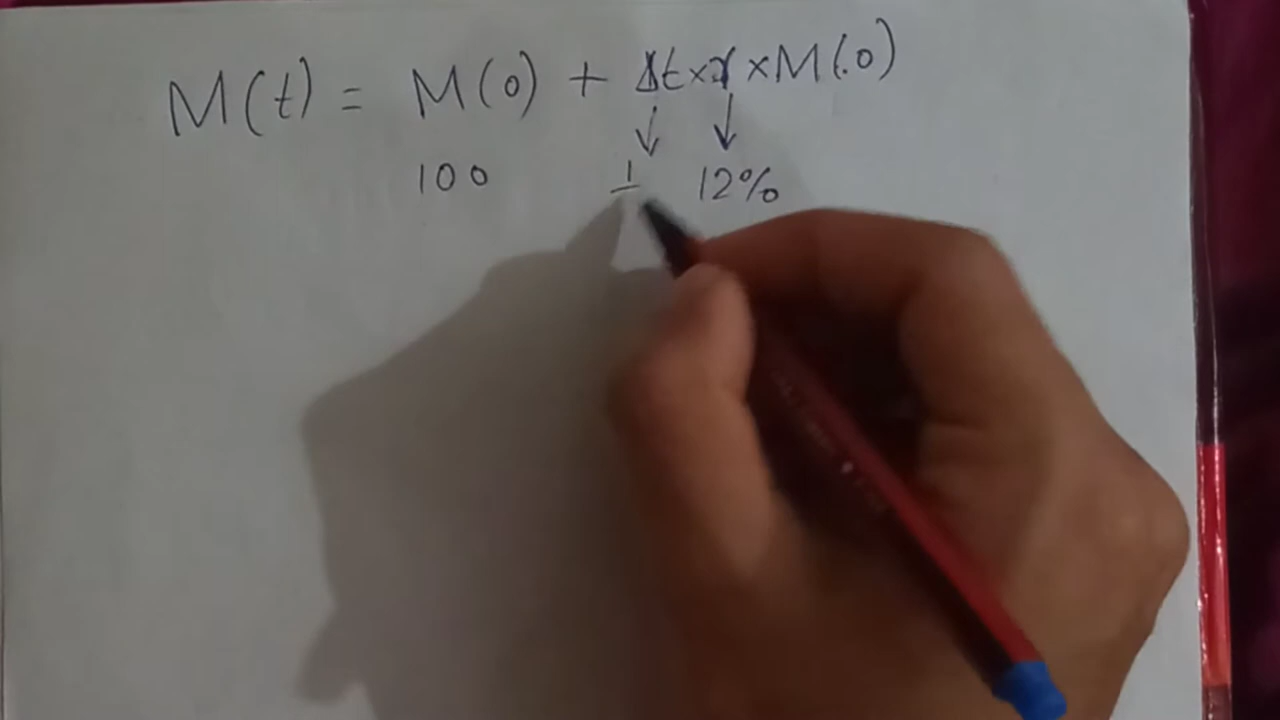 M(t) = M(0) + Δt × r × M(0)
↓ ↓
100 1/ 12%